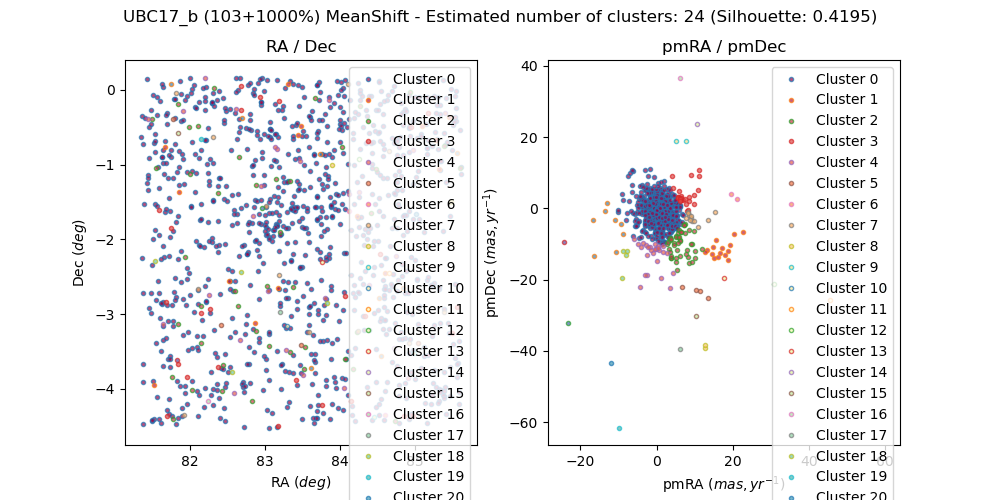 UBC17_b (103+1000%) MeanShift - Estimated number of clusters: 24 (Silhouette: 0.4195)
RA / Dec
0
−1
−2
−3
−4
Dec (deg)
82
83
84
85
RA (deg)
Cluster 0
Cluster 1
Cluster 2
Cluster 3
Cluster 4
Cluster 5
Cluster 6
Cluster 7
Cluster 8
Cluster 9
Cluster 10
Cluster 11
Cluster 12
Cluster 13
Cluster 14
Cluster 15
Cluster 16
Cluster 17
Cluster 18
Cluster 19
Cluster 20
pmRA / pmDec
40
20
0
−20
−40
−60
pmDec (mas, yr⁻¹)
−20
0
20
40
60
pmRA (mas, yr⁻¹)
Cluster 0
Cluster 1
Cluster 2
Cluster 3
Cluster 4
Cluster 5
Cluster 6
Cluster 7
Cluster 8
Cluster 9
Cluster 10
Cluster 11
Cluster 12
Cluster 13
Cluster 14
Cluster 15
Cluster 16
Cluster 17
Cluster 18
Cluster 19
Cluster 20